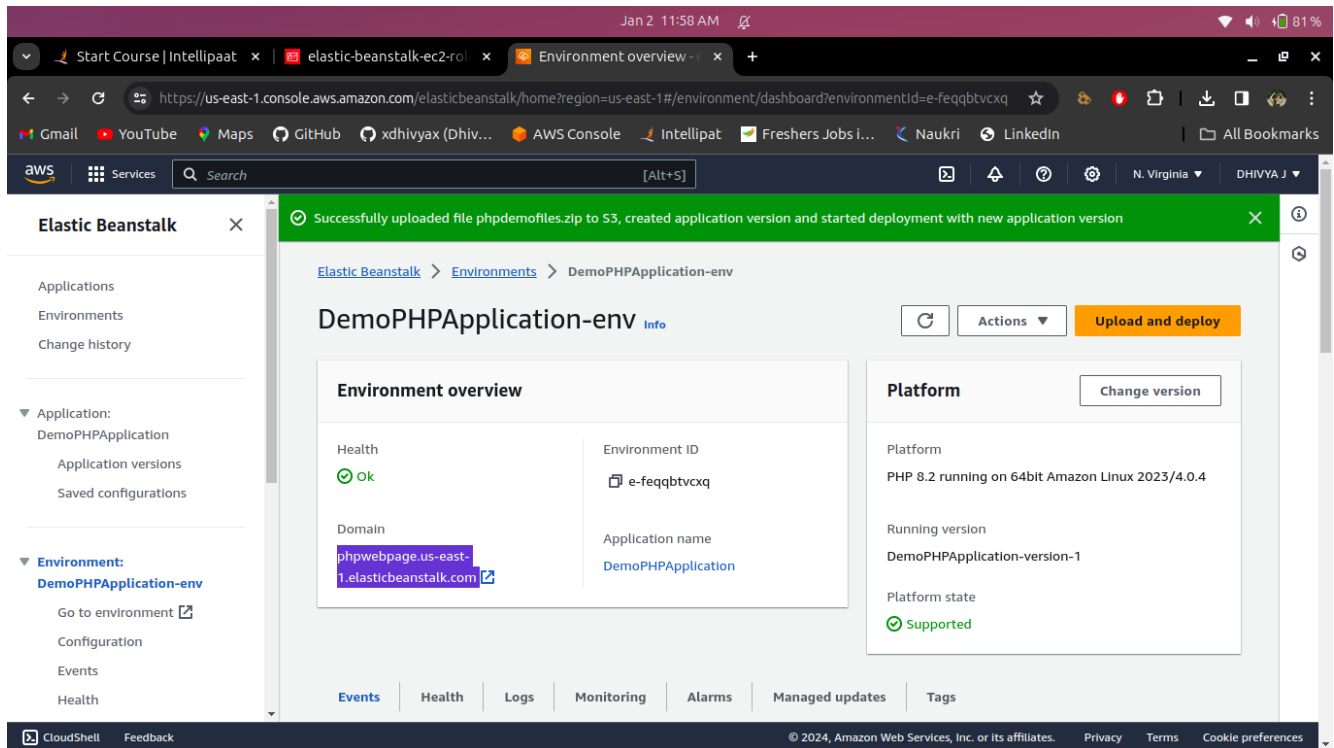 Jan 2 11:58 AM
81%
Start Course | Intellipaat
elastic-beanstalk-ec2-rol
Environment overview -
https://us-east-1.console.aws.amazon.com/elasticbeanstalk/home?region=us-east-1#/environment/dashboard?environmentId=e-feqqbtvcxq
Gmail YouTube Maps GitHub xdhivyax (Dhiv... AWS Console Intellipat Freshers Jobs i... Naukri LinkedIn All Bookmarks
aws Services Search [Alt+S] N. Virginia DHIVYA J
Elastic Beanstalk
Applications
Environments
Change history
Application:
DemoPHPApplication
Application versions
Saved configurations
Environment:
DemoPHPApplication-env
Go to environment
Configuration
Events
Health
Successfully uploaded file phpdemofiles.zip to S3, created application version and started deployment with new application version
Elastic Beanstalk > Environments > DemoPHPApplication-env
DemoPHPApplication-env Info
Actions
Upload and deploy
Environment overview
Health
Ok
Domain
phpwebpage.us-east-
1.elasticbeanstalk.com
Environment ID
e-feqqbtvcxq
Application name
DemoPHPApplication
Platform
Change version
Platform
PHP 8.2 running on 64bit Amazon Linux 2023/4.0.4
Running version
DemoPHPApplication-version-1
Platform state
Supported
Events Health Logs Monitoring Alarms Managed updates Tags
CloudShell Feedback © 2024, Amazon Web Services, Inc. or its affiliates. Privacy Terms Cookie preferences